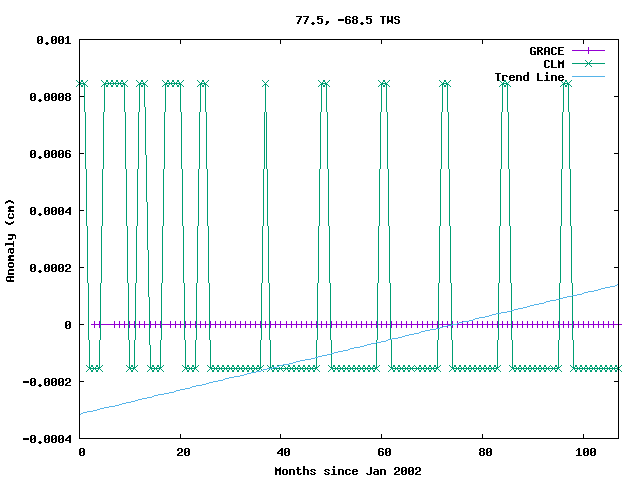 77.5, -68.5 TWS
0.001
0.0008
0.0006
0.0004
0.0002
0
-0.0002
-0.0004
Anomaly (cm)
GRACE
CLM
Trend Line
0 20 40 60 80 100
Months since Jan 2002